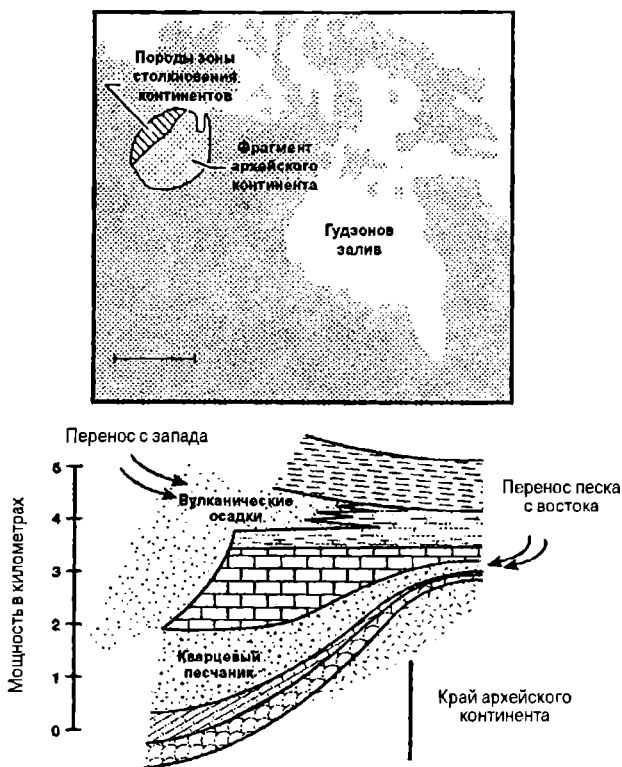 Породы зоны
столкновения
континентов
Фрагмент
архейского
континента
Гудзонов
залив
Перенос с запада
Вулканические
осадки
Перенос песка
с востока
Мощность в километрах
5
4
3
2
1
0
Кварцевый
песчаник
Край архейского
континента